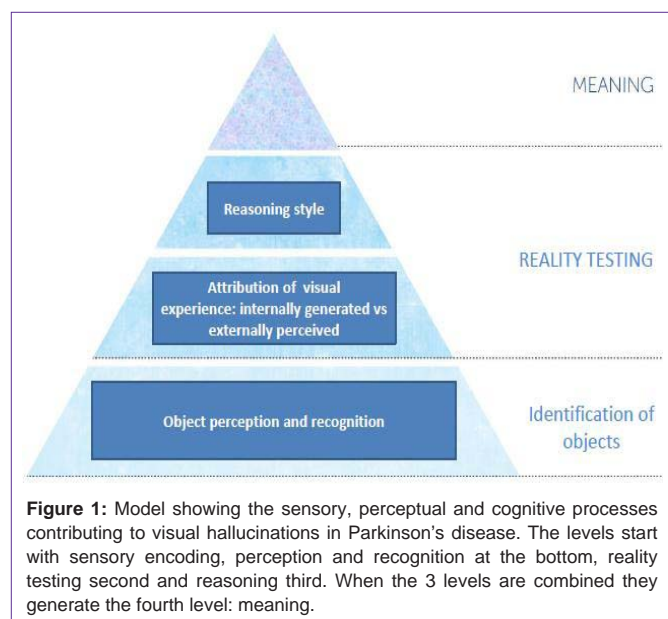 MEANING
Reasoning style
REALITY TESTING
Attribution of visual
experience: internally generated vs
externally perceived
Object perception and recognition
Identification of
objects
Figure 1: Model showing the sensory, perceptual and cognitive processes
contributing to visual hallucinations in Parkinson's disease. The levels start
with sensory encoding, perception and recognition at the bottom, reality
testing second and reasoning third. When the 3 levels are combined they
generate the fourth level: meaning.